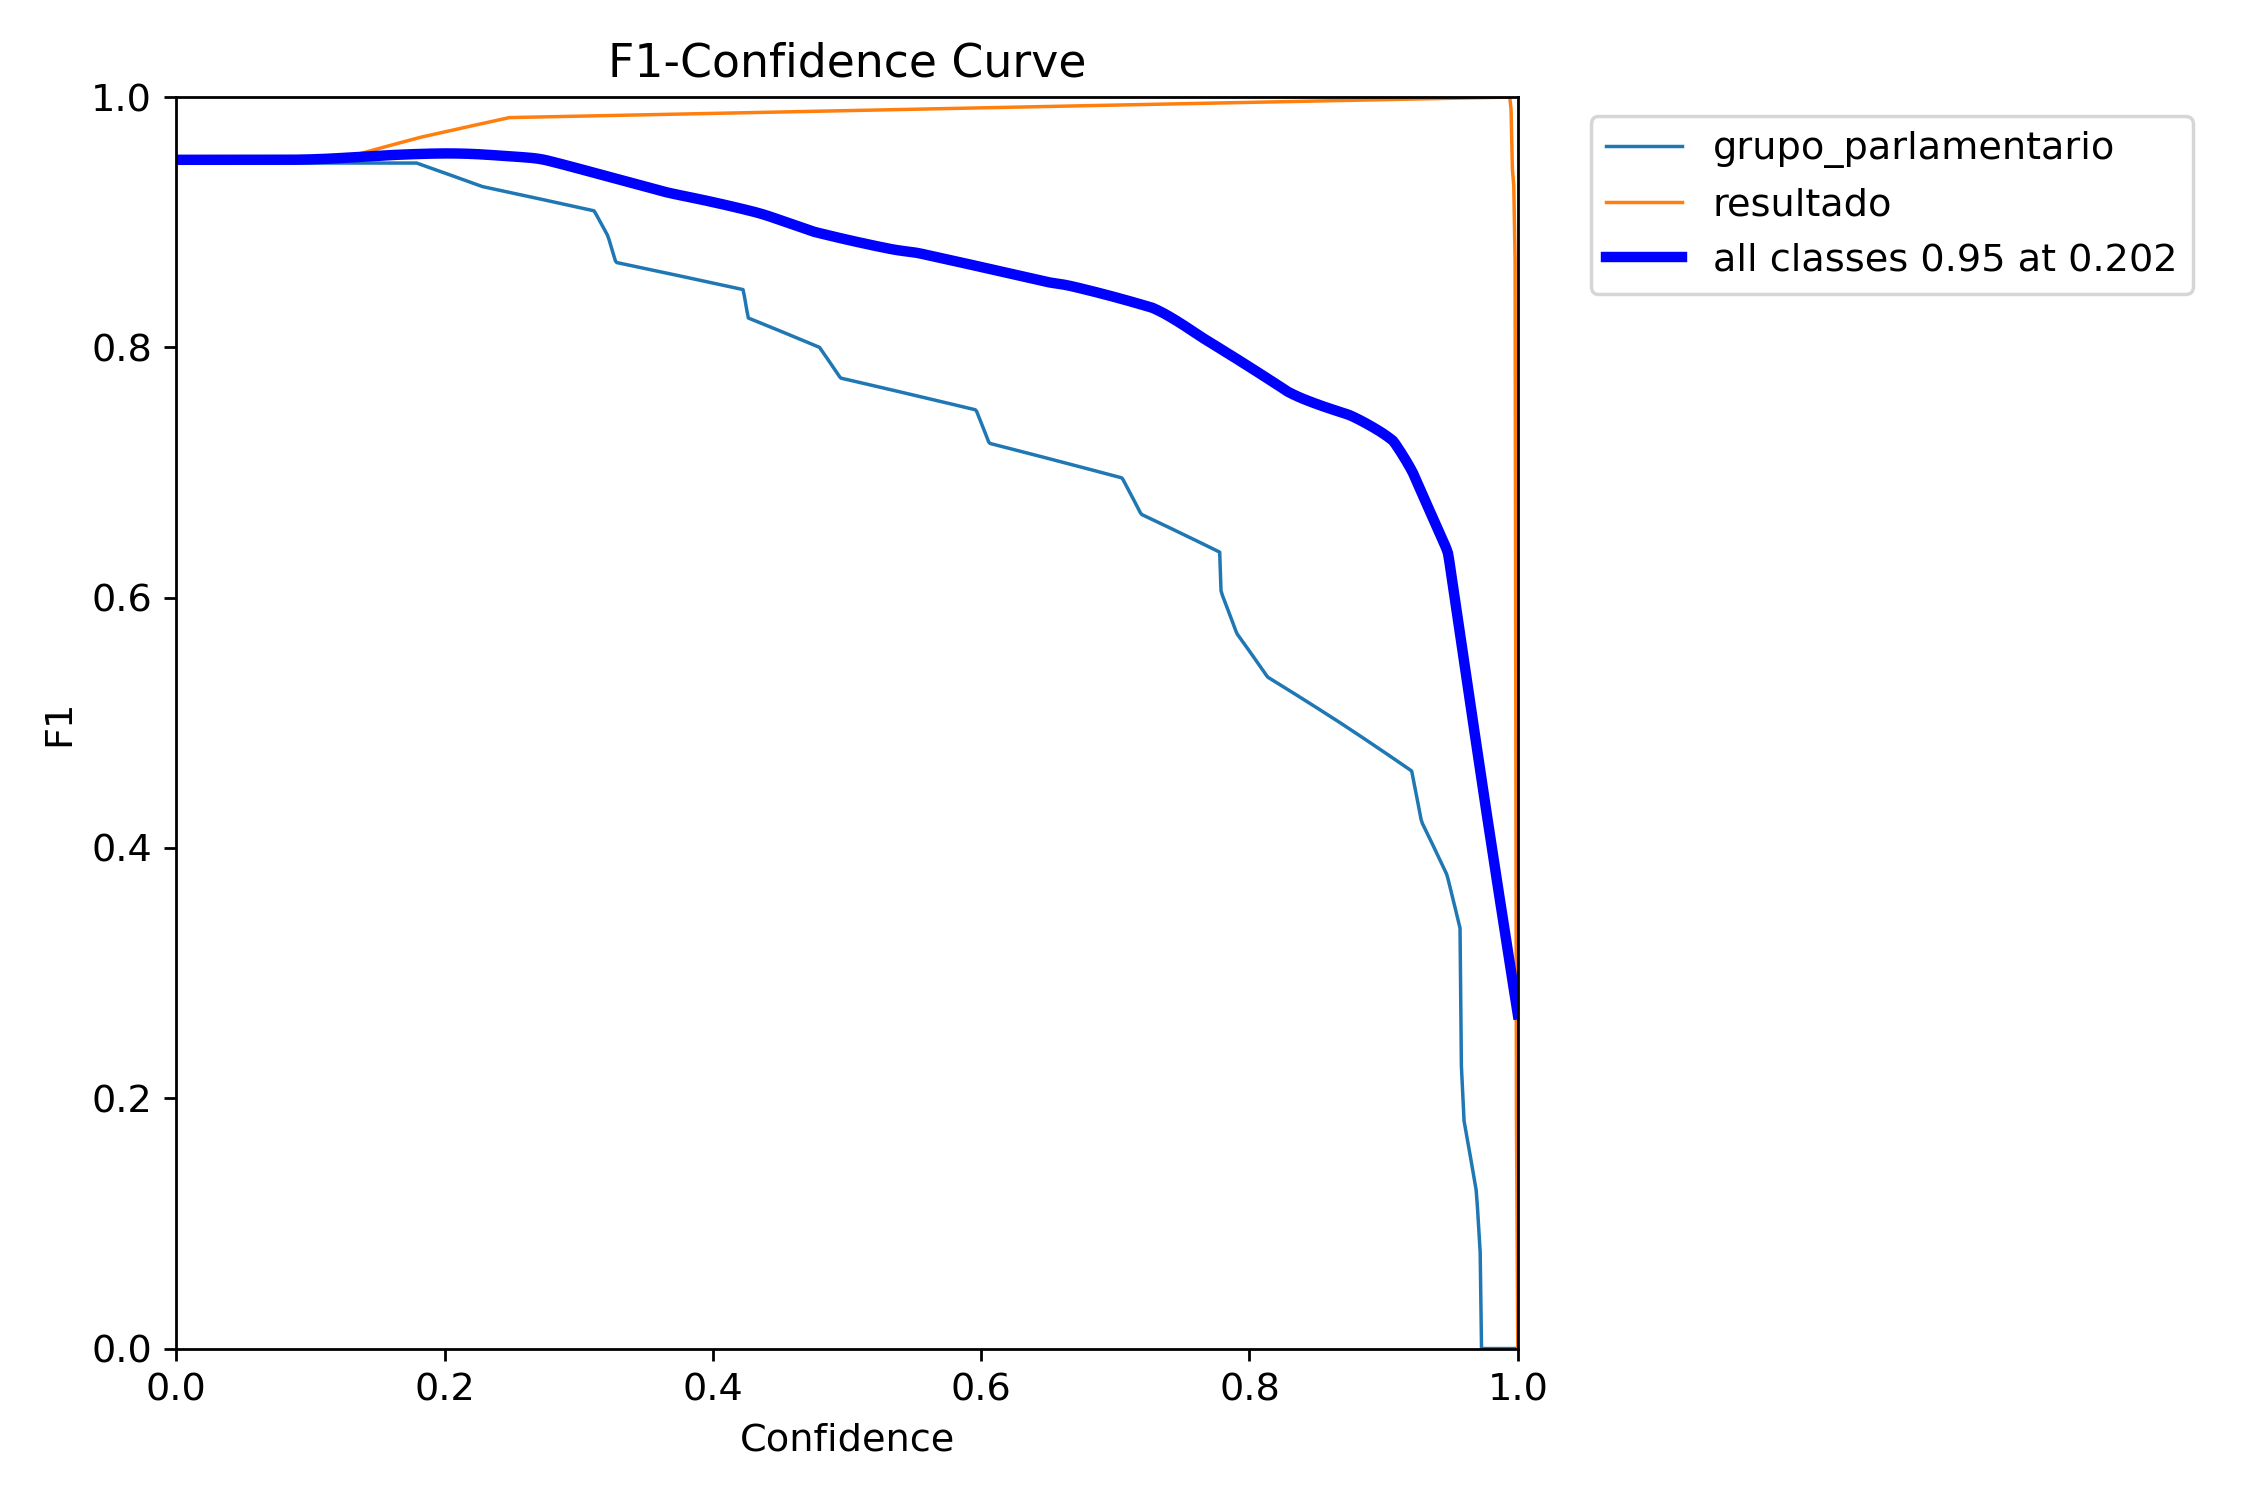 F1-Confidence Curve
1.0
0.8
0.6
0.4
0.2
0.0
F1
0.0 0.2 0.4 0.6 0.8 1.0
Confidence
grupo_parlamentario
resultado
all classes 0.95 at 0.202